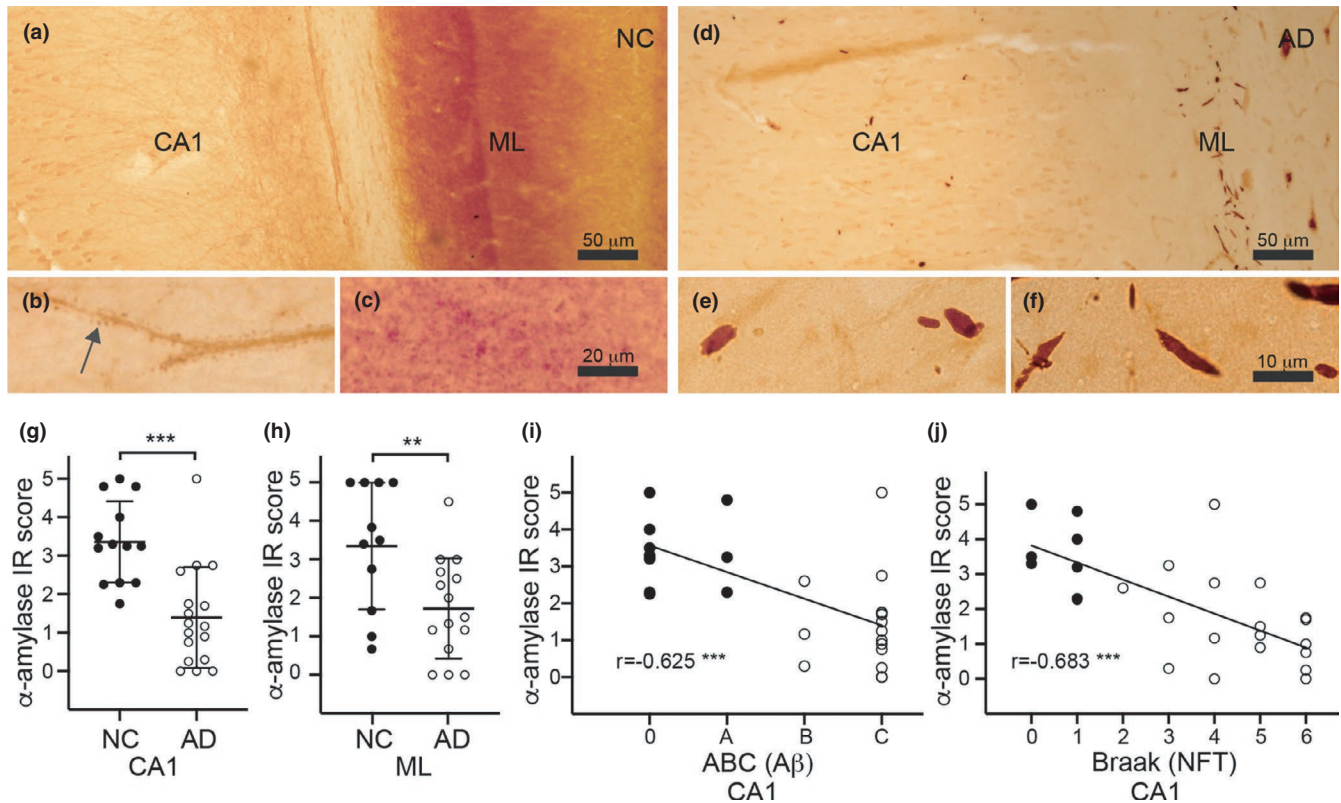 (a)
NC
CA1
ML
50 μm
(d)
AD
CA1
ML
50 μm
(b)
(c)
20 μm
(e)
(f)
10 μm
(g)
***
α-amylase IR score
5
4
3
2
1
0
NC AD
CA1
(h)
**
α-amylase IR score
5
4
3
2
1
0
NC AD
ML
(i)
α-amylase IR score
5
4
3
2
1
0
r=-0.625 ***
0 A B C
ABC (Aβ)
CA1
(j)
α-amylase IR score
5
4
3
2
1
0
r=-0.683 ***
0 1 2 3 4 5 6
Braak (NFT)
CA1